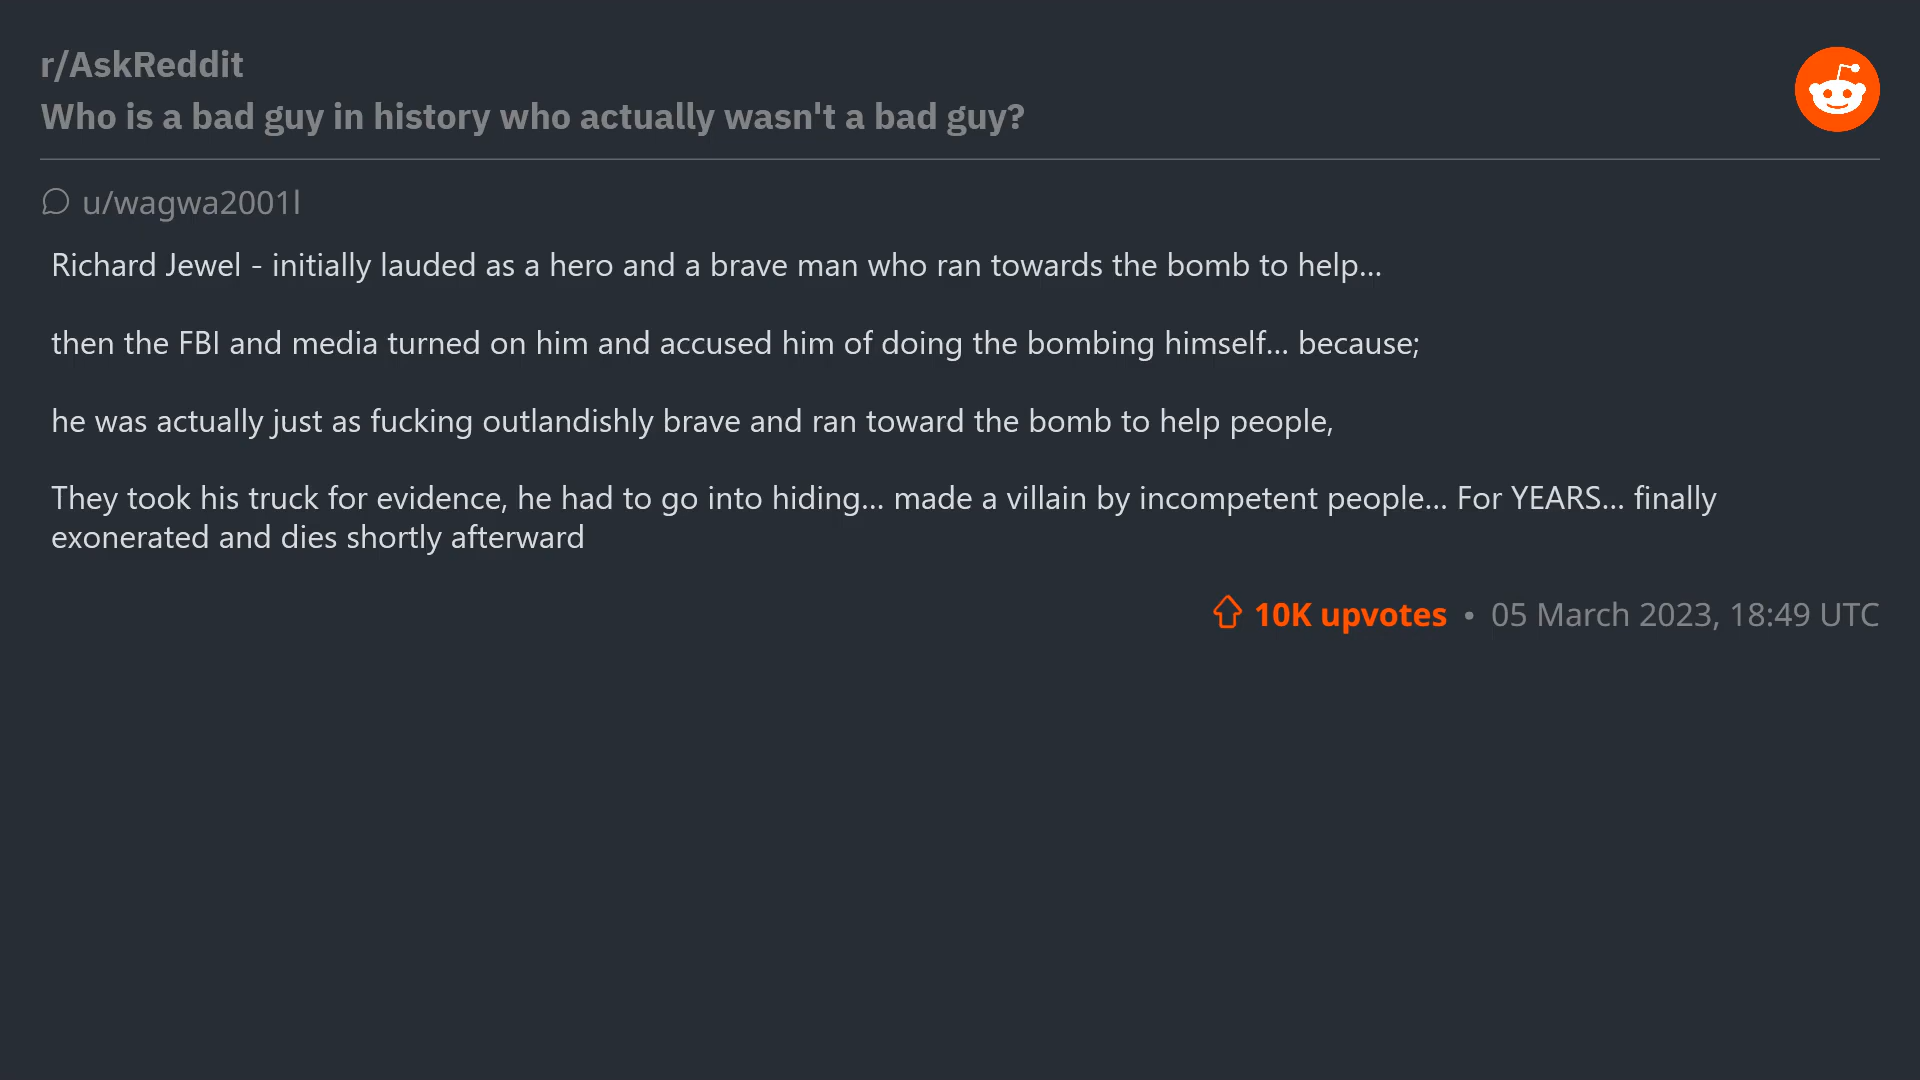 r/AskReddit
Who is a bad guy in history who actually wasn't a bad guy?
u/wagwa2001l
Richard Jewel - initially lauded as a hero and a brave man who ran towards the bomb to help...
then the FBI and media turned on him and accused him of doing the bombing himself... because;
he was actually just as fucking outlandishly brave and ran toward the bomb to help people,
They took his truck for evidence, he had to go into hiding... made a villain by incompetent people... For YEARS... finally
exonerated and dies shortly afterward
10K upvotes • 05 March 2023, 18:49 UTC